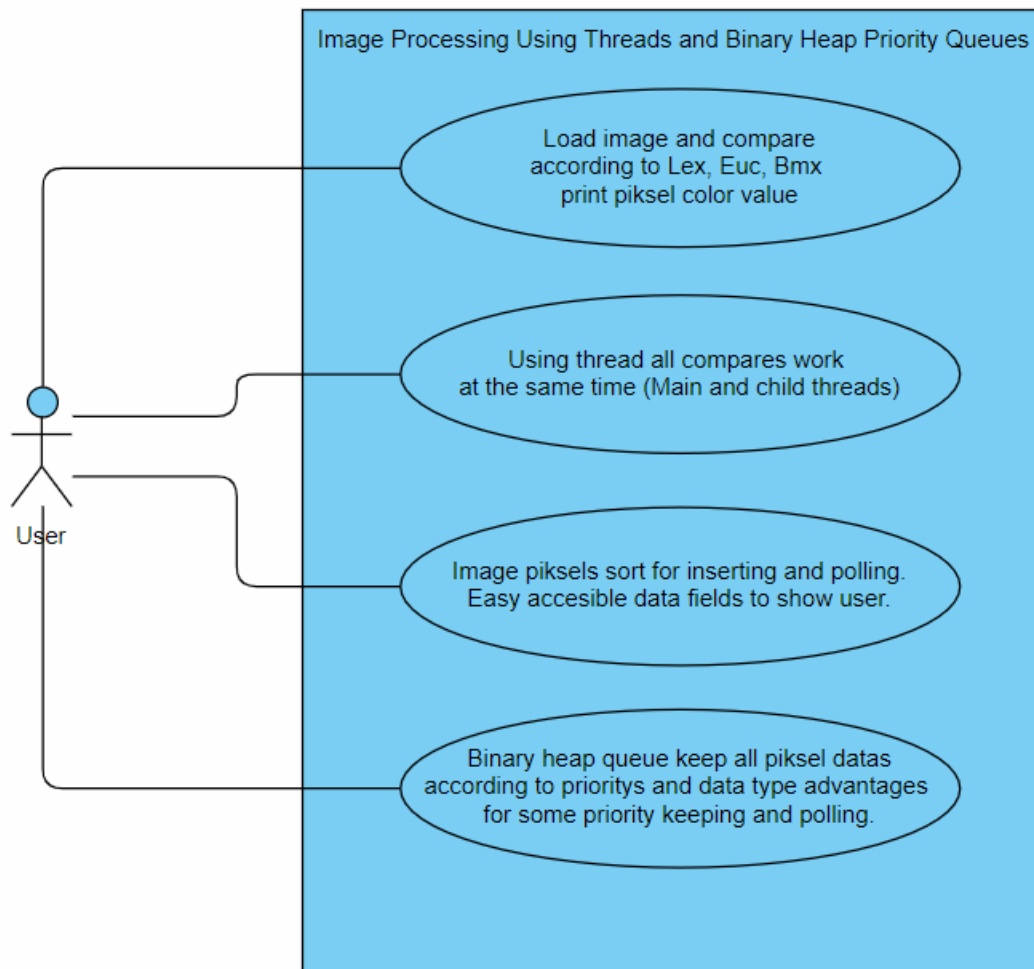 Image Processing Using Threads and Binary Heap Priority Queues
Load image and compare
according to Lex, Euc, Bmx
print piksel color value
Using thread all compares work
at the same time (Main and child threads)
User
Image piksels sort for inserting and polling.
Easy accesible data fields to show user.
Binary heap queue keep all piksel datas
according to prioritys and data type advantages
for some priority keeping and polling.